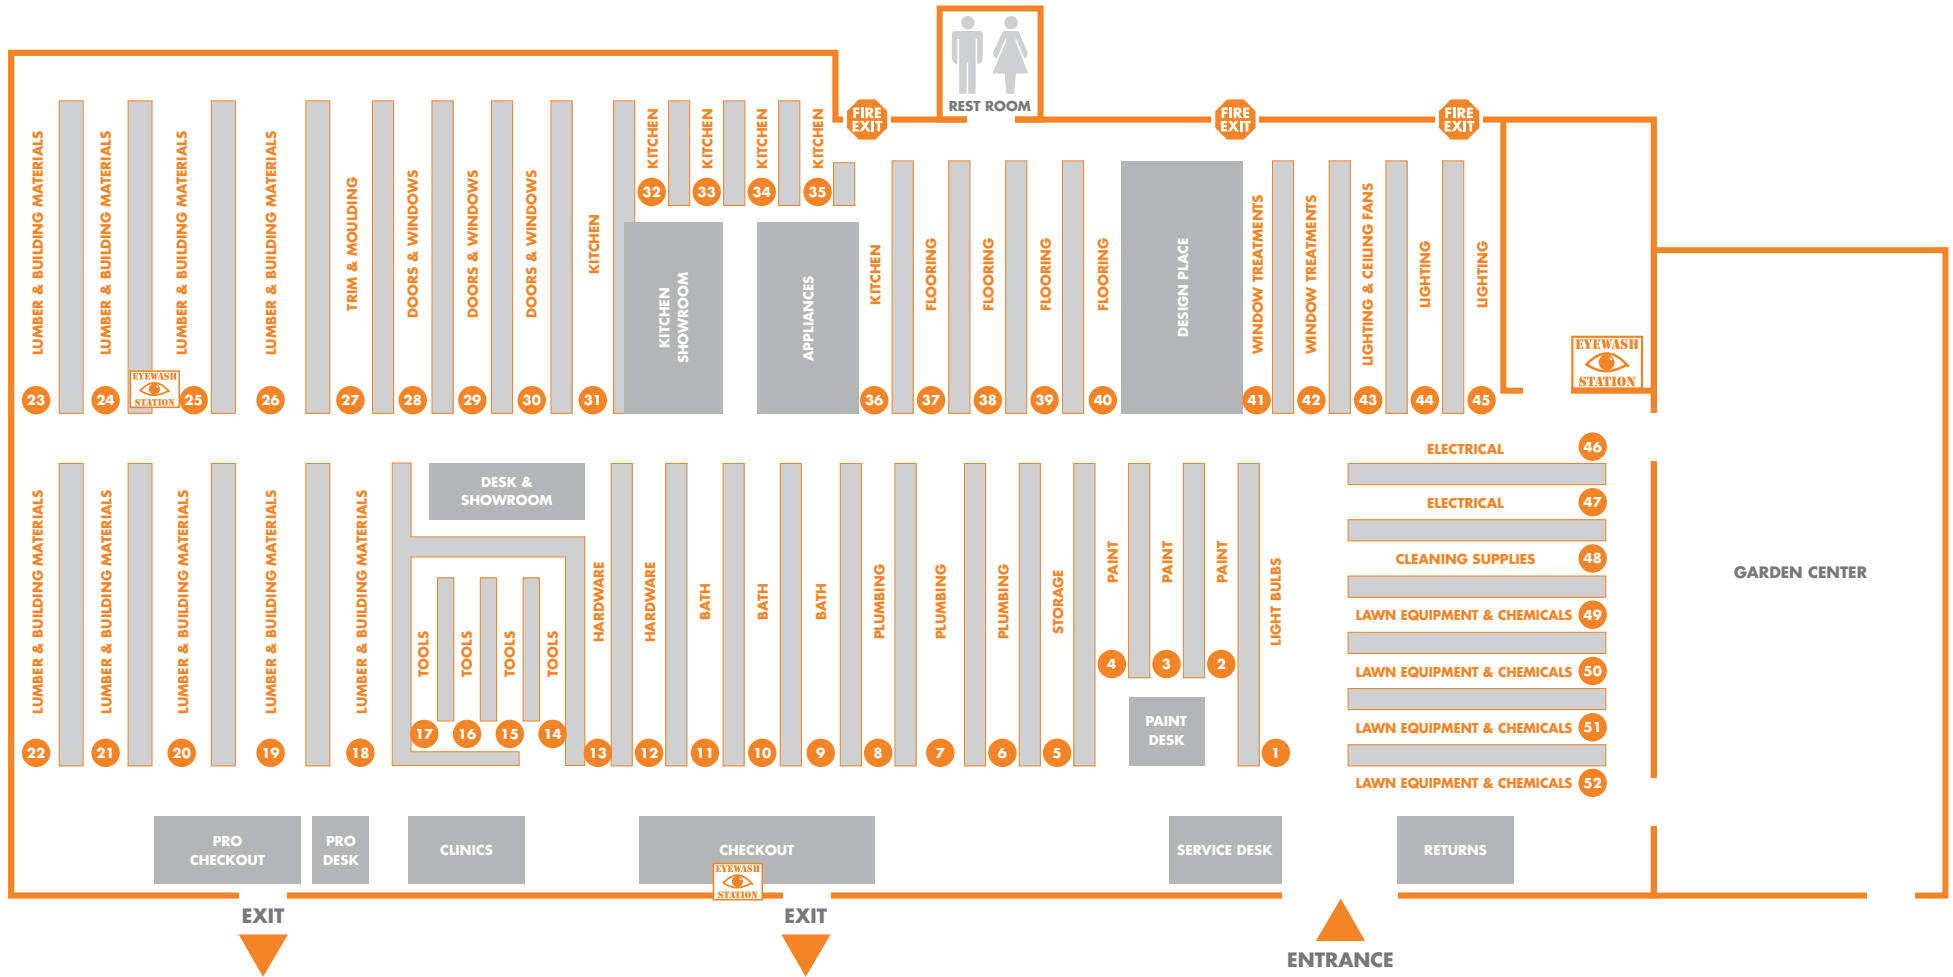 REST ROOM
FIRE
EXIT
FIRE
EXIT
FIRE
EXIT
LUMBER & BUILDING MATERIALS
23
LUMBER & BUILDING MATERIALS
24
EYEWASH
STATION
LUMBER & BUILDING MATERIALS
25
LUMBER & BUILDING MATERIALS
26
TRIM & MOULDING
27
DOORS & WINDOWS
28
DOORS & WINDOWS
29
DOORS & WINDOWS
30
KITCHEN
31
KITCHEN
32
KITCHEN
33
KITCHEN
34
KITCHEN
35
KITCHEN
SHOWROOM
APPLIANCES
KITCHEN
36
FLOORING
37
FLOORING
38
FLOORING
39
FLOORING
40
DESIGN PLACE
WINDOW TREATMENTS
41
WINDOW TREATMENTS
42
LIGHTING & CEILING FANS
43
LIGHTING
44
LIGHTING
45
EYEWASH
STATION
LUMBER & BUILDING MATERIALS
22
LUMBER & BUILDING MATERIALS
21
LUMBER & BUILDING MATERIALS
20
LUMBER & BUILDING MATERIALS
19
LUMBER & BUILDING MATERIALS
18
DESK &
SHOWROOM
TOOLS
17
TOOLS
16
TOOLS
15
TOOLS
14
HARDWARE
13
HARDWARE
12
BATH
11
BATH
10
BATH
9
PLUMBING
8
PLUMBING
7
PLUMBING
6
STORAGE
5
PAINT
4
PAINT
3
PAINT
2
PAINT
DESK
LIGHT BULBS
1
ELECTRICAL 46
ELECTRICAL 47
CLEANING SUPPLIES 48
LAWN EQUIPMENT & CHEMICALS 49
LAWN EQUIPMENT & CHEMICALS 50
LAWN EQUIPMENT & CHEMICALS 51
LAWN EQUIPMENT & CHEMICALS 52
GARDEN CENTER
PRO
CHECKOUT
PRO
DESK
CLINICS
CHECKOUT
EYEWASH
STATION
SERVICE DESK
RETURNS
EXIT
EXIT
ENTRANCE